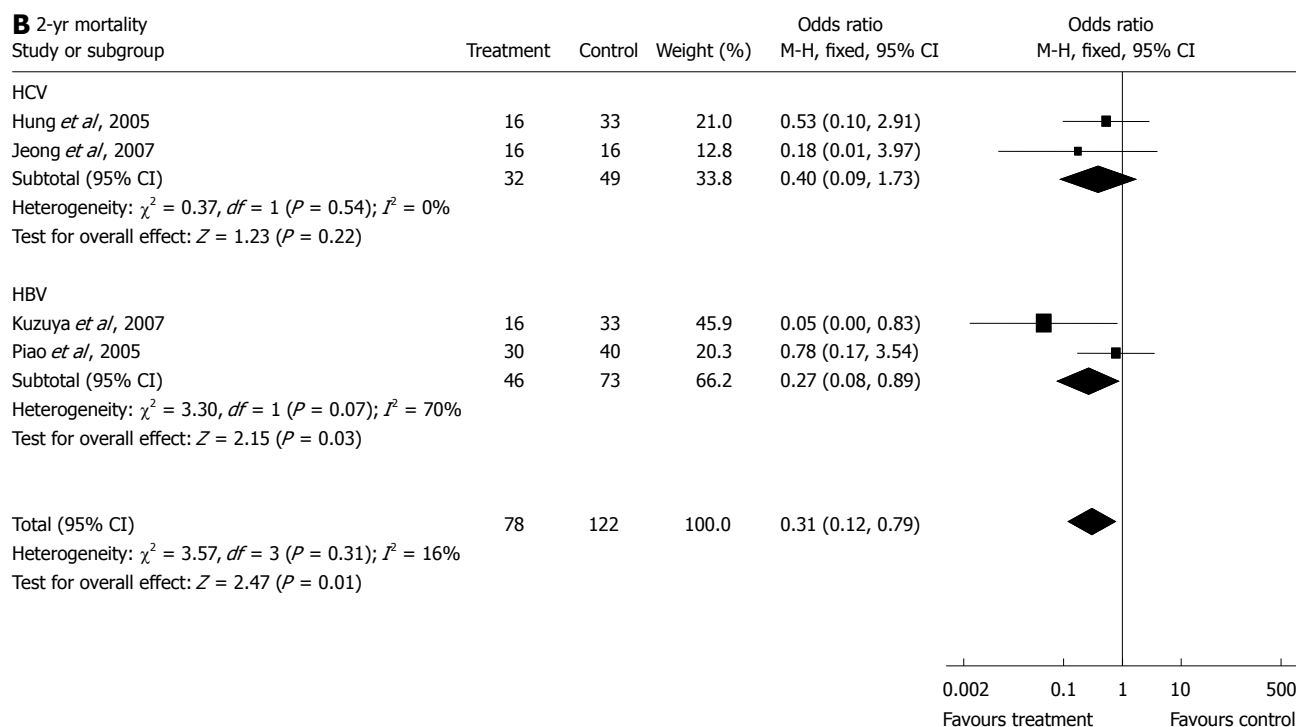 B 2-yr mortality Odds ratio Odds ratio
Study or subgroup Treatment Control Weight (%) M-H, fixed, 95% CI M-H, fixed, 95% CI
HCV
Hung et al, 2005 16 33 21.0 0.53 (0.10, 2.91)
Jeong et al, 2007 16 16 12.8 0.18 (0.01, 3.97)
Subtotal (95% CI) 32 49 33.8 0.40 (0.09, 1.73)
Heterogeneity: χ² = 0.37, df = 1 (P = 0.54); I² = 0%
Test for overall effect: Z = 1.23 (P = 0.22)
HBV
Kuzuya et al, 2007 16 33 45.9 0.05 (0.00, 0.83)
Piao et al, 2005 30 40 20.3 0.78 (0.17, 3.54)
Subtotal (95% CI) 46 73 66.2 0.27 (0.08, 0.89)
Heterogeneity: χ² = 3.30, df = 1 (P = 0.07); I² = 70%
Test for overall effect: Z = 2.15 (P = 0.03)
Total (95% CI) 78 122 100.0 0.31 (0.12, 0.79)
Heterogeneity: χ² = 3.57, df = 3 (P = 0.31); I² = 16%
Test for overall effect: Z = 2.47 (P = 0.01)
0.002 0.1 1 10 500
Favours treatment Favours control